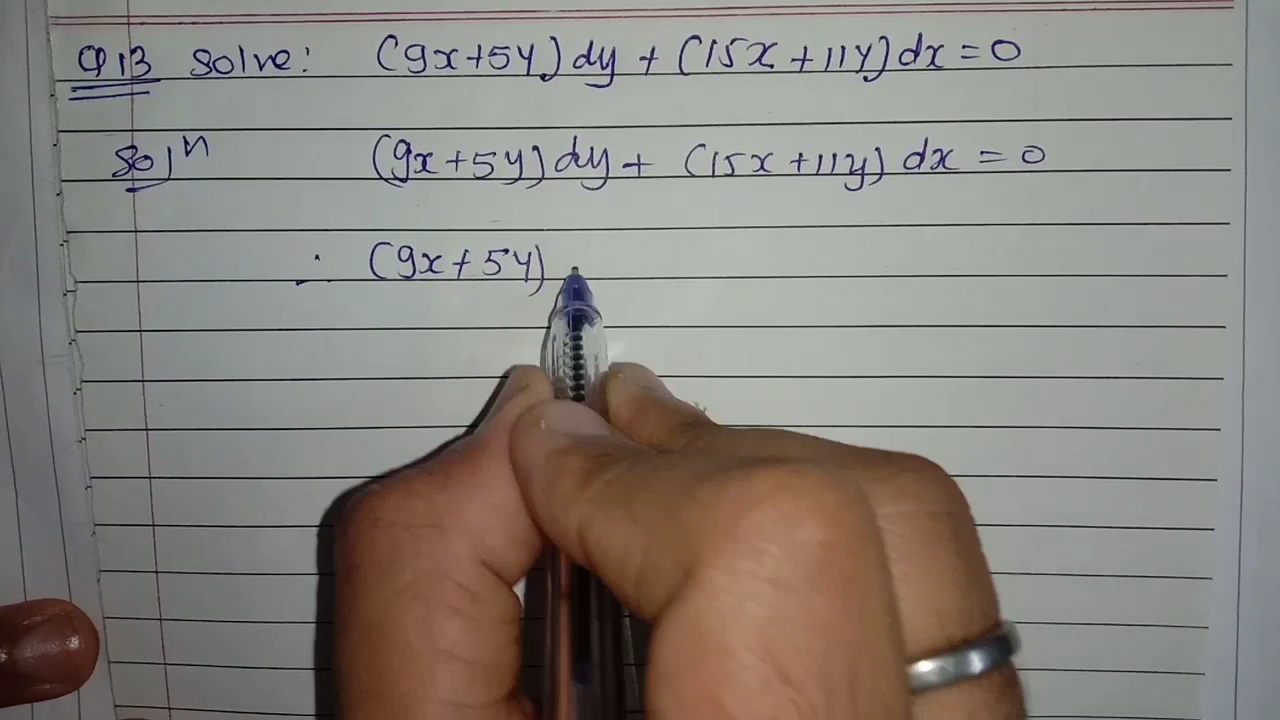 Q13 Solve: (9x+5y)dy + (15x+11y)dx = 0
Solⁿ (9x+5y)dy + (15x+11y)dx = 0
∴ (9x+5y)